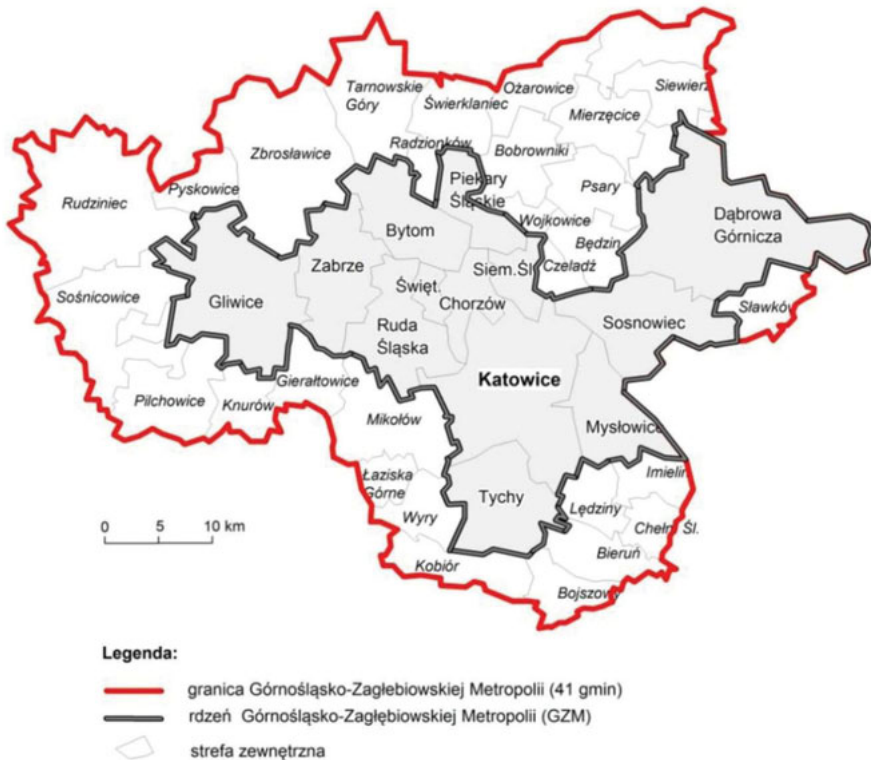 Siewierz
Ożarowice
Tarnowskie
Góry
Świerklaniec
Mierzęcice
Radzionków
Bobrowniki
Zbrosławice
Piekary
Śląskie
Psary
Pyskowice
Rudziniec
Dąbrowa
Górnicza
Wojkowice
Bytom
Będzin
Zabrze
Siem.Śl.
Czeladź
Święt.
Chorzów
Sośnicowice
Gliwice
Sławków
Sosnowiec
Ruda
Śląska
Katowice
Gierałtowice
Pilchowice
Knurów
Mikołów
Mysłowice
Imielin
Łaziska
Górne
Tychy
Lędziny
Wyry
Chełm Śl.
Bieruń
Kobiór
Bojszowy
0 5 10 km
Legenda:
granica Górnośląsko-Zagłebiowskiej Metropolii (41 gmin)
rdzeń Górnośląsko-Zagłębiowskiej Metropolii (GZM)
strefa zewnętrzna